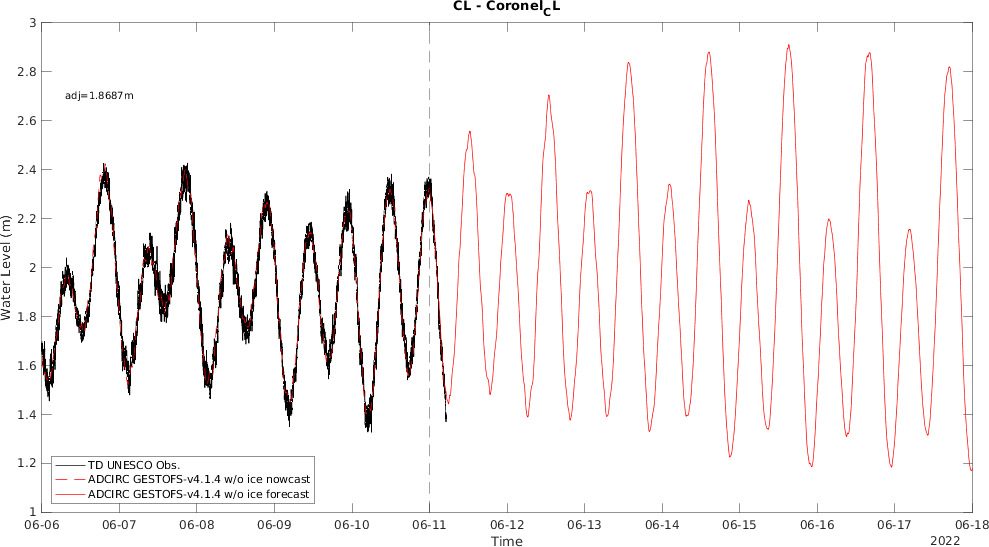 CL - Coronel_CL
3
2.8
adj=1.8687m
2.6
2.4
2.2
2
1.8
1.6
1.4
1.2
1
Water Level (m)
TD UNESCO Obs.
ADCIRC GESTOFS-v4.1.4 w/o ice nowcast
ADCIRC GESTOFS-v4.1.4 w/o ice forecast
06-06 06-07 06-08 06-09 06-10 06-11 06-12 06-13 06-14 06-15 06-16 06-17 06-18
Time
2022